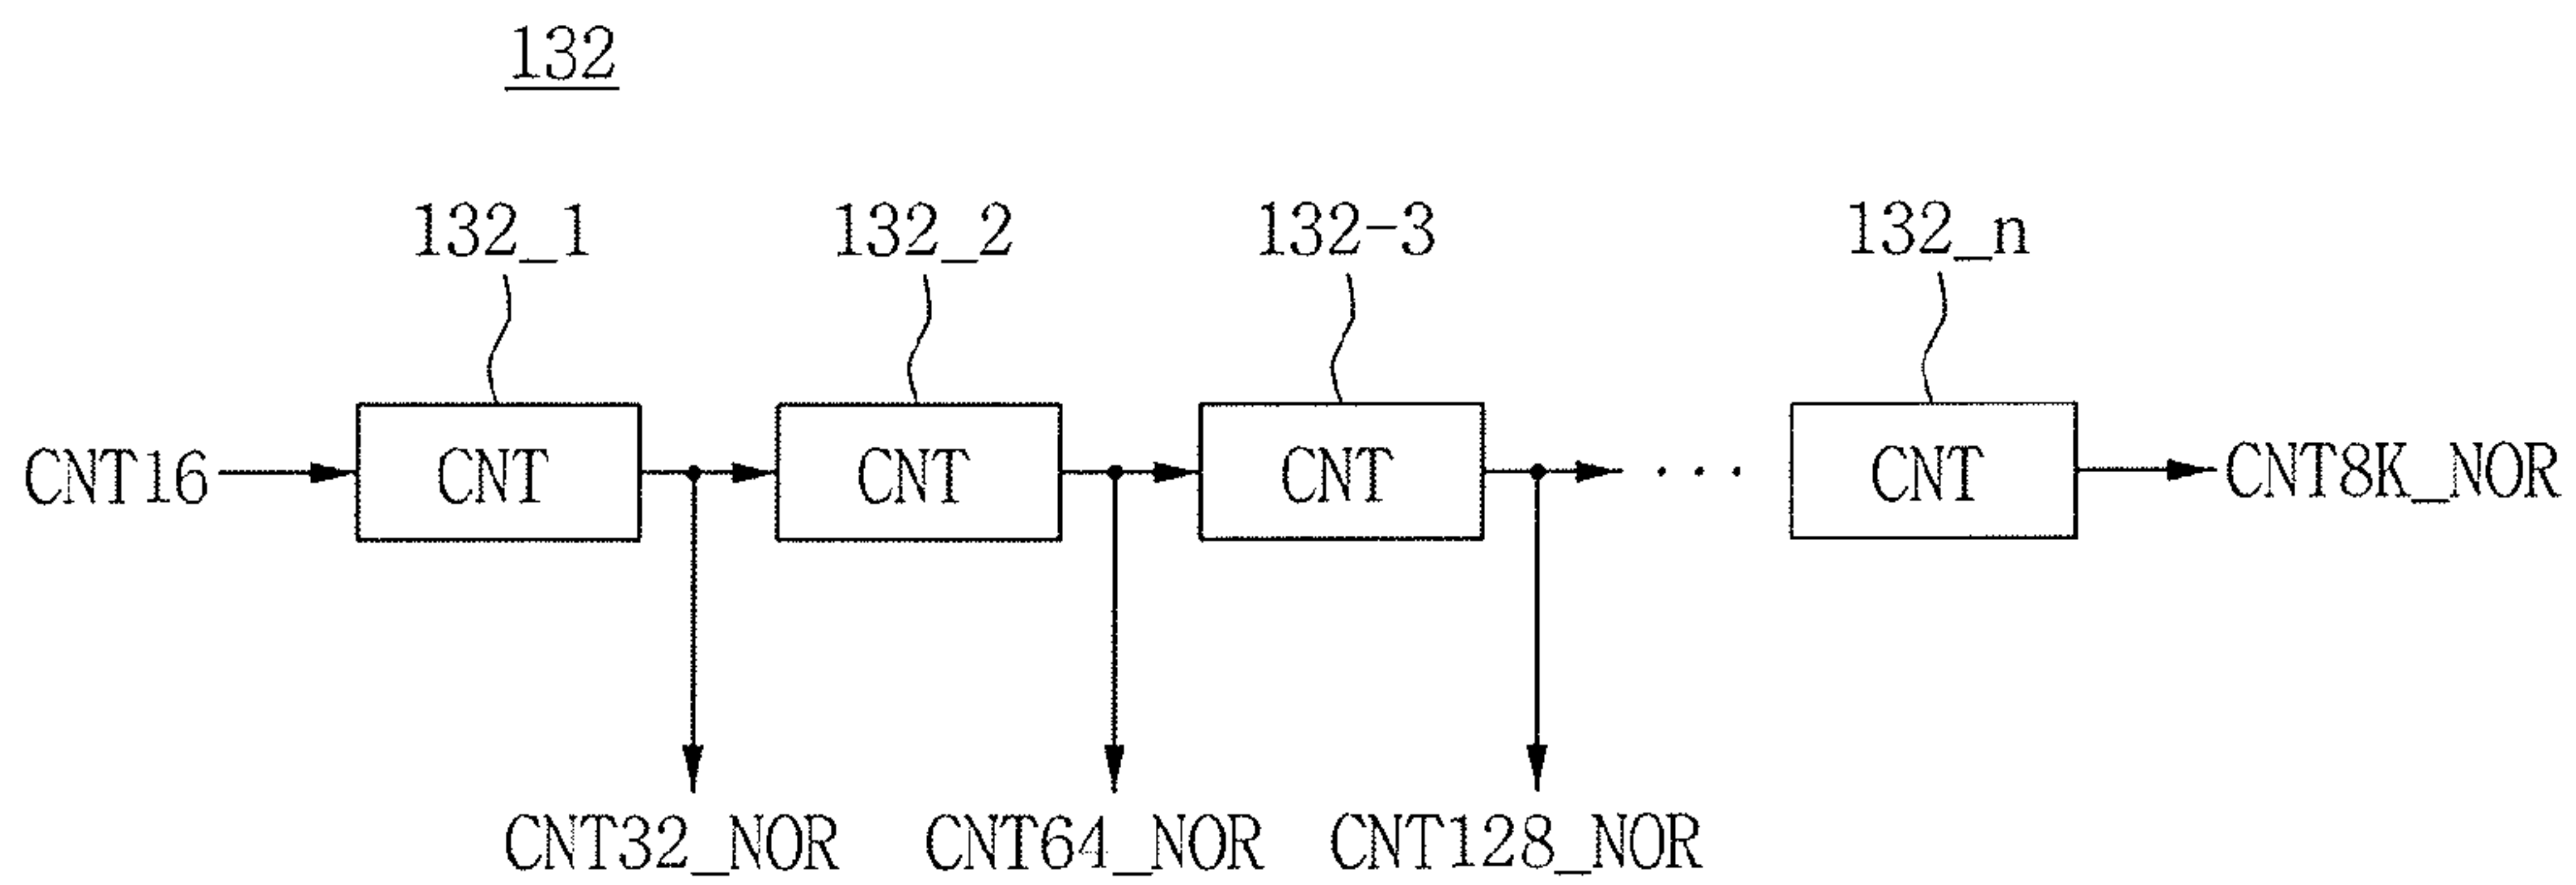 132
132_1 132_2 132-3 132_n
CNT16 CNT CNT CNT ... CNT CNT8K_NOR
CNT32_NOR CNT64_NOR CNT128_NOR